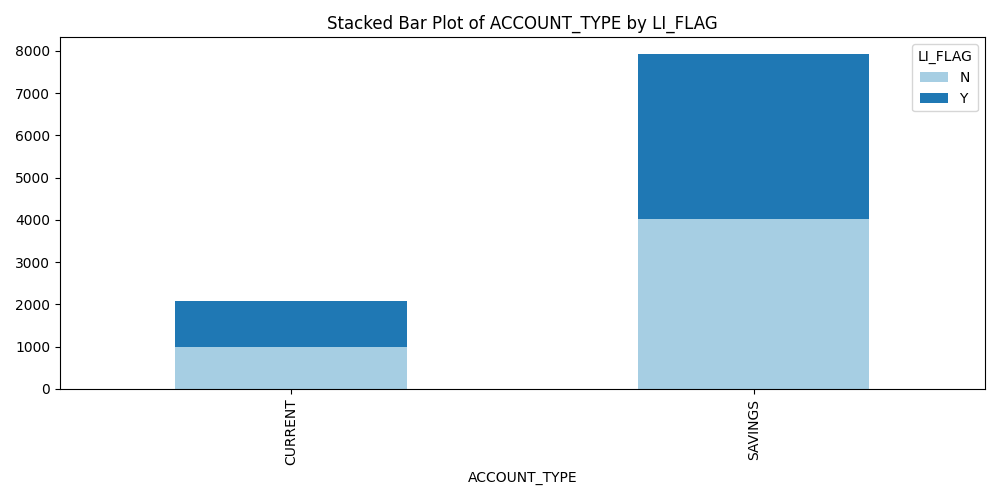 Stacked Bar Plot of ACCOUNT_TYPE by LI_FLAG
8000
7000
6000
5000
4000
3000
2000
1000
0
LI_FLAG
N
Y
CURRENT
SAVINGS
ACCOUNT_TYPE